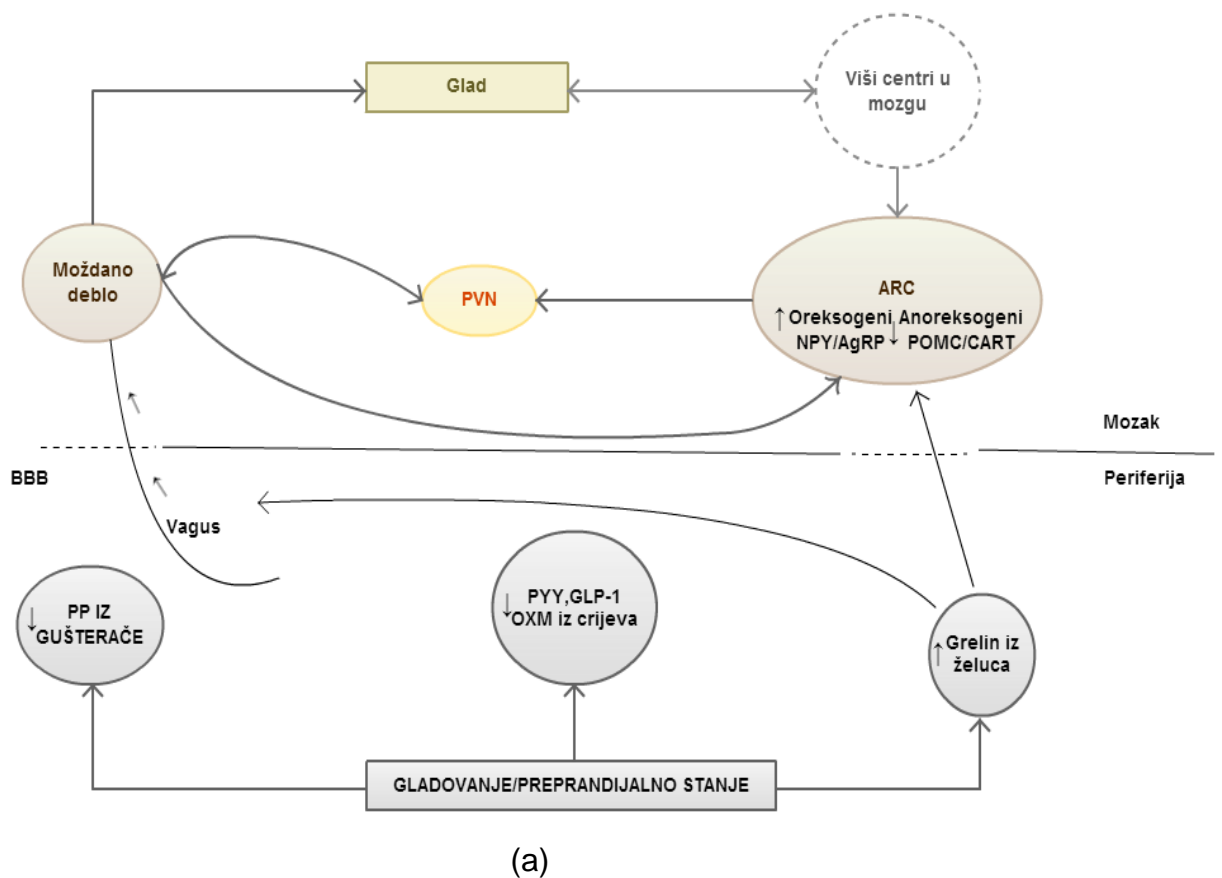 Glad
Viši centri u
mozgu
Moždano
deblo
PVN
ARC
↑ Oreksogeni Anoreksogeni
NPY/AgRP ↓ POMC/CART
Mozak
BBB
Periferija
Vagus
↓ PP IZ
GUŠTERAČE
↓ PYY,GLP-1
OXM iz crijeva
↑ Grelin iz
želuca
GLADOVANJE/PREPRANDIJALNO STANJE
(a)